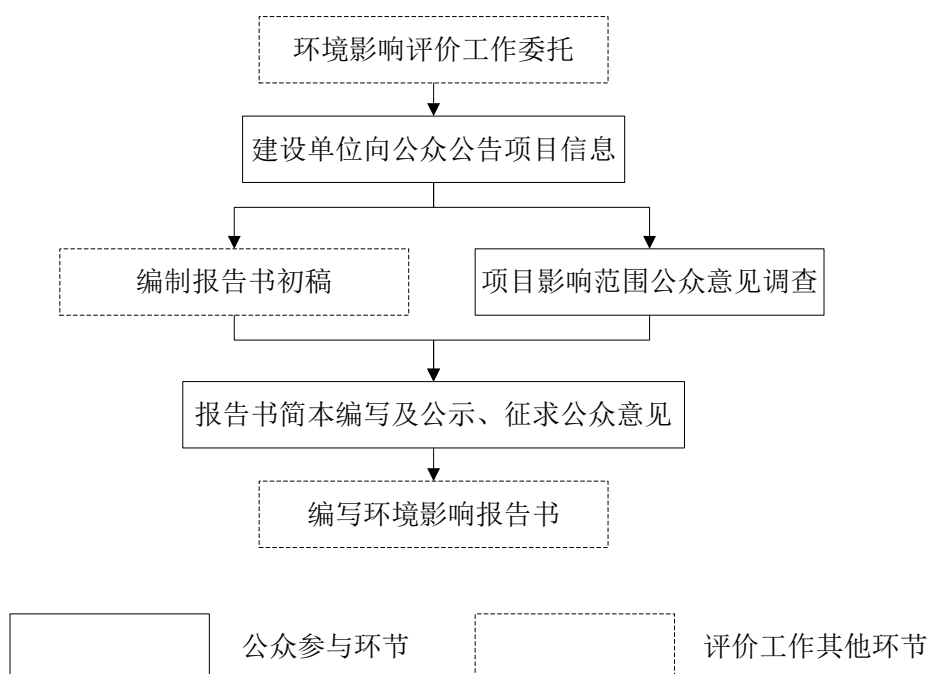 环境影响评价工作委托
建设单位向公众公告项目信息
编制报告书初稿
项目影响范围公众意见调查
报告书简本编写及公示、征求公众意见
编写环境影响报告书
公众参与环节
评价工作其他环节